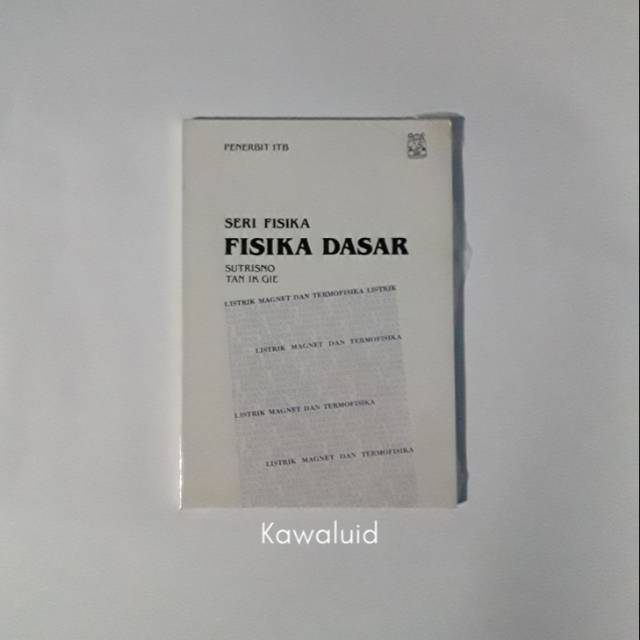 PENERBIT ITB
SERI FISIKA
FISIKA DASAR
SUTRISNO
TAN IK GIE
LISTRIK MAGNET DAN TERMOFISIKA LISTRIK
LISTRIK MAGNET DAN TERMOFISIKA
LISTRIK MAGNET DAN TERMOFISIKA
LISTRIK MAGNET DAN TERMOFISIKA
Kawaluid